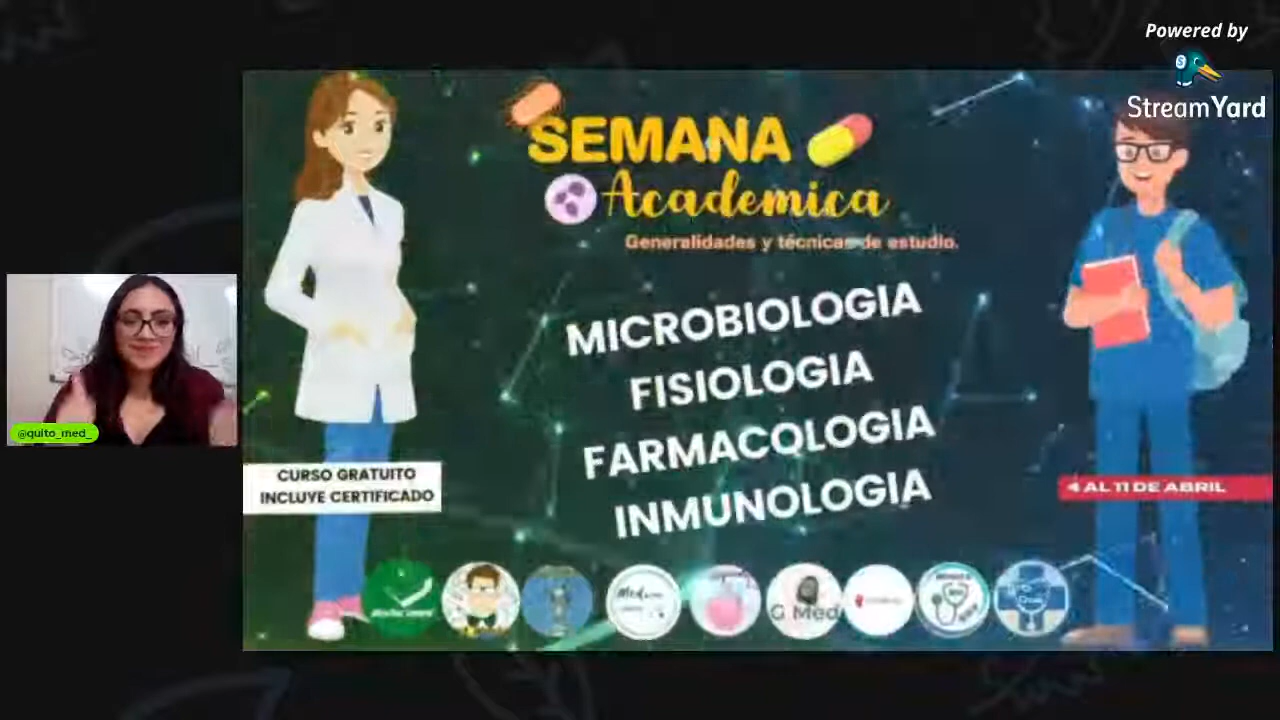 Powered by
StreamYard
SEMANA
Academica
Generalidades y técnicas de estudio.
MICROBIOLOGIA
FISIOLOGIA
FARMACOLOGIA
INMUNOLOGIA
@quito_med_
CURSO GRATUITO
INCLUYE CERTIFICADO
4 AL 11 DE ABRIL
G Med